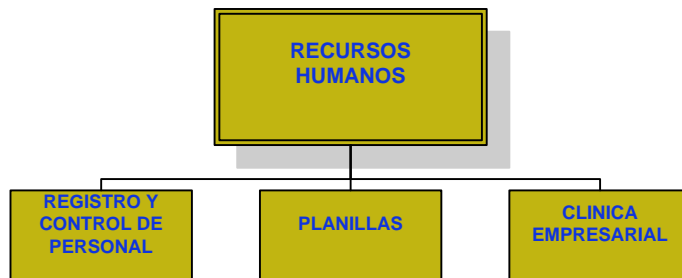 RECURSOS
HUMANOS
REGISTRO Y
CONTROL DE
PERSONAL
PLANILLAS
CLINICA
EMPRESARIAL